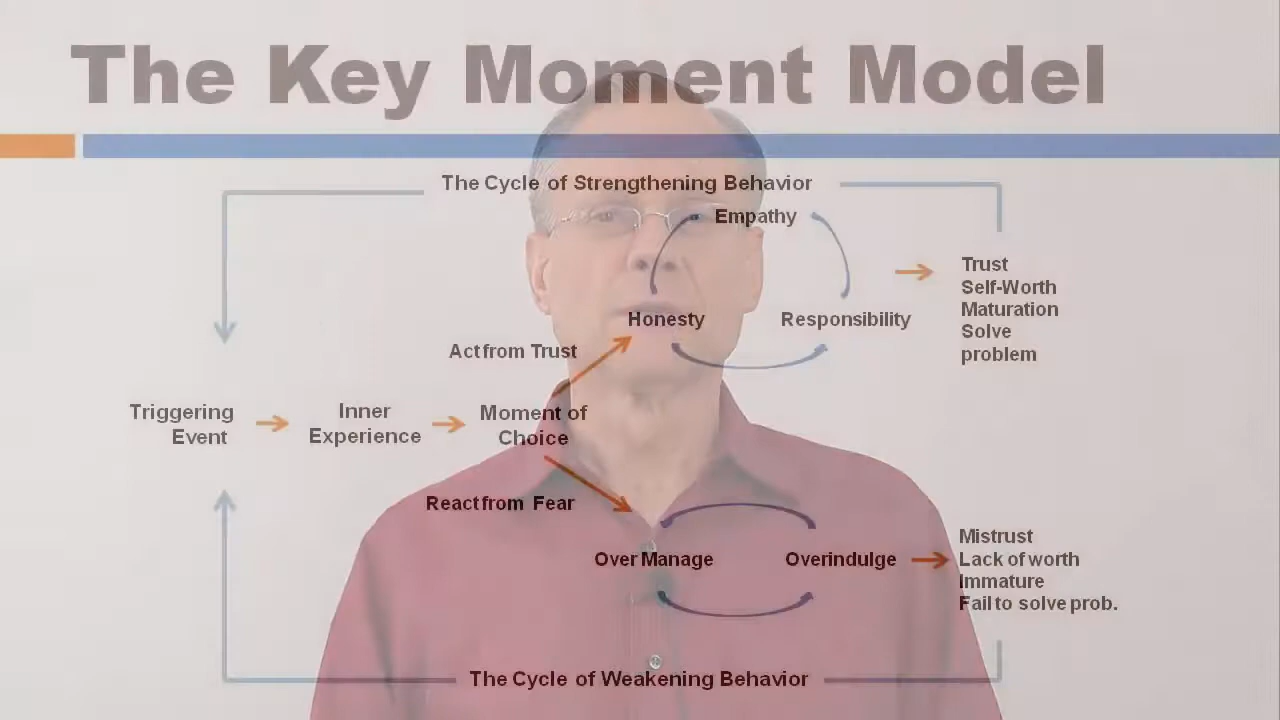 The Key Moment Model
The Cycle of Strengthening Behavior
Empathy
Honesty
Responsibility
Trust
Self-Worth
Maturation
Solve
problem
Act from Trust
Triggering
Event
Inner
Experience
Moment of
Choice
React from Fear
Over Manage
Overindulge
Mistrust
Lack of worth
Immature
Fail to solve prob.
The Cycle of Weakening Behavior